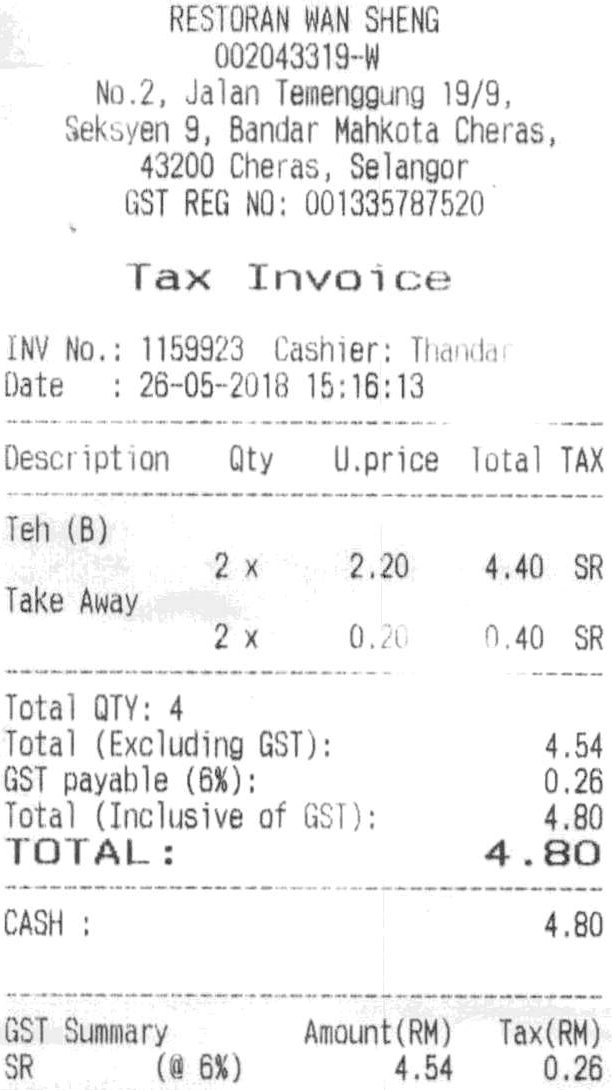 RESTORAN WAN SHENG
002043319-W
No.2, Jalan Temenggung 19/9,
Seksyen 9, Bandar Mahkota Cheras,
43200 Cheras, Selangor
GST REG NO: 001335787520
Tax Invoice
INV No.: 1159923 Cashier: Thandar
Date : 26-05-2018 15:16:13
Description Qty U.price Total TAX
Teh (B)
2 x 2.20 4.40 SR
Take Away
2 x 0.20 0.40 SR
Total QTY: 4
Total (Excluding GST): 4.54
GST payable (6%): 0.26
Total (Inclusive of GST): 4.80
TOTAL: 4.80
CASH : 4.80
GST Summary Amount(RM) Tax(RM)
SR (@ 6%) 4.54 0.26